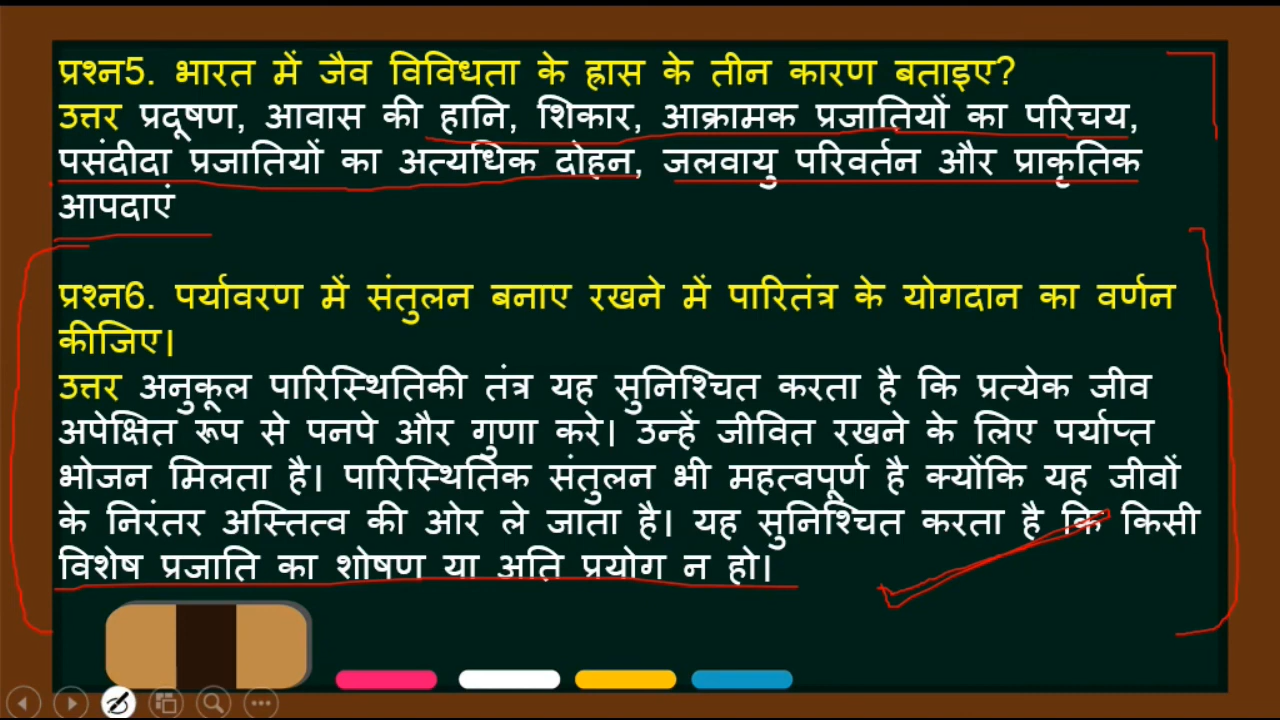 प्रश्न5. भारत में जैव विविधता के ह्रास के तीन कारण बताइए?
उत्तर प्रदूषण, आवास की हानि, शिकार, आक्रामक प्रजातियों का परिचय,
पसंदीदा प्रजातियों का अत्यधिक दोहन, जलवायु परिवर्तन और प्राकृतिक
आपदाएं
प्रश्न6. पर्यावरण में संतुलन बनाए रखने में पारितंत्र के योगदान का वर्णन
कीजिए।
उत्तर अनुकूल पारिस्थितिकी तंत्र यह सुनिश्चित करता है कि प्रत्येक जीव
अपेक्षित रूप से पनपे और गुणा करे। उन्हें जीवित रखने के लिए पर्याप्त
भोजन मिलता है। पारिस्थितिक संतुलन भी महत्वपूर्ण है क्योंकि यह जीवों
के निरंतर अस्तित्व की ओर ले जाता है। यह सुनिश्चित करता है कि किसी
विशेष प्रजाति का शोषण या अति प्रयोग न हो।